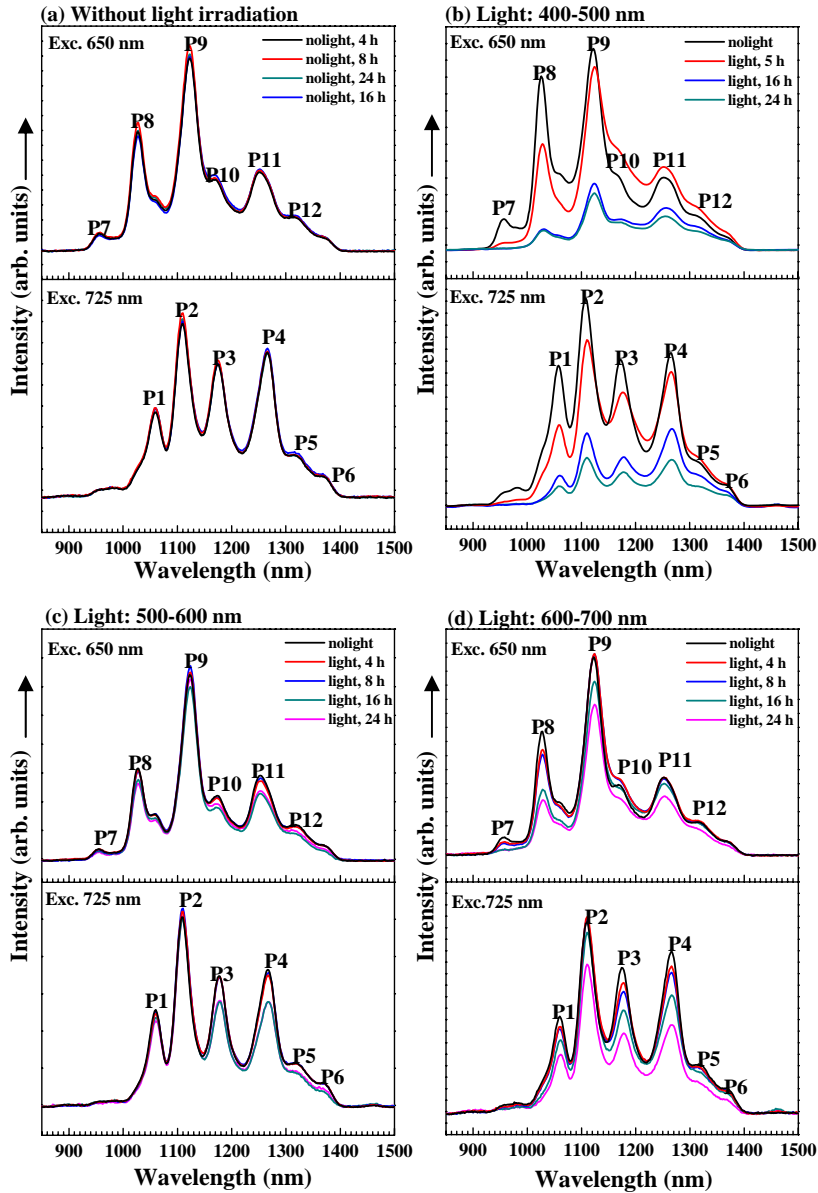 (a) Without light irradiation
Exc. 650 nm
nolight, 4 h
nolight, 8 h
nolight, 24 h
nolight, 16 h
P7
P8
P9
P10
P11
P12
Exc. 725 nm
P1
P2
P3
P4
P5
P6
Intensity (arb. units)
900 1000 1100 1200 1300 1400 1500
Wavelength (nm)
(b) Light: 400-500 nm
Exc. 650 nm
nolight
light, 5 h
light, 16 h
light, 24 h
P7
P8
P9
P10
P11
P12
Exc. 725 nm
P1
P2
P3
P4
P5
P6
Intensity (arb. units)
900 1000 1100 1200 1300 1400 1500
Wavelength (nm)
(c) Light: 500-600 nm
Exc. 650 nm
nolight
light, 4 h
light, 8 h
light, 16 h
light, 24 h
P7
P8
P9
P10
P11
P12
Exc. 725 nm
P1
P2
P3
P4
P5
P6
Intensity (arb. units)
900 1000 1100 1200 1300 1400 1500
Wavelength (nm)
(d) Light: 600-700 nm
Exc. 650 nm
nolight
light, 4 h
light, 8 h
light, 16 h
light, 24 h
P7
P8
P9
P10
P11
P12
Exc.725 nm
P1
P2
P3
P4
P5
P6
Intensity (arb. units)
900 1000 1100 1200 1300 1400 1500
Wavelength (nm)